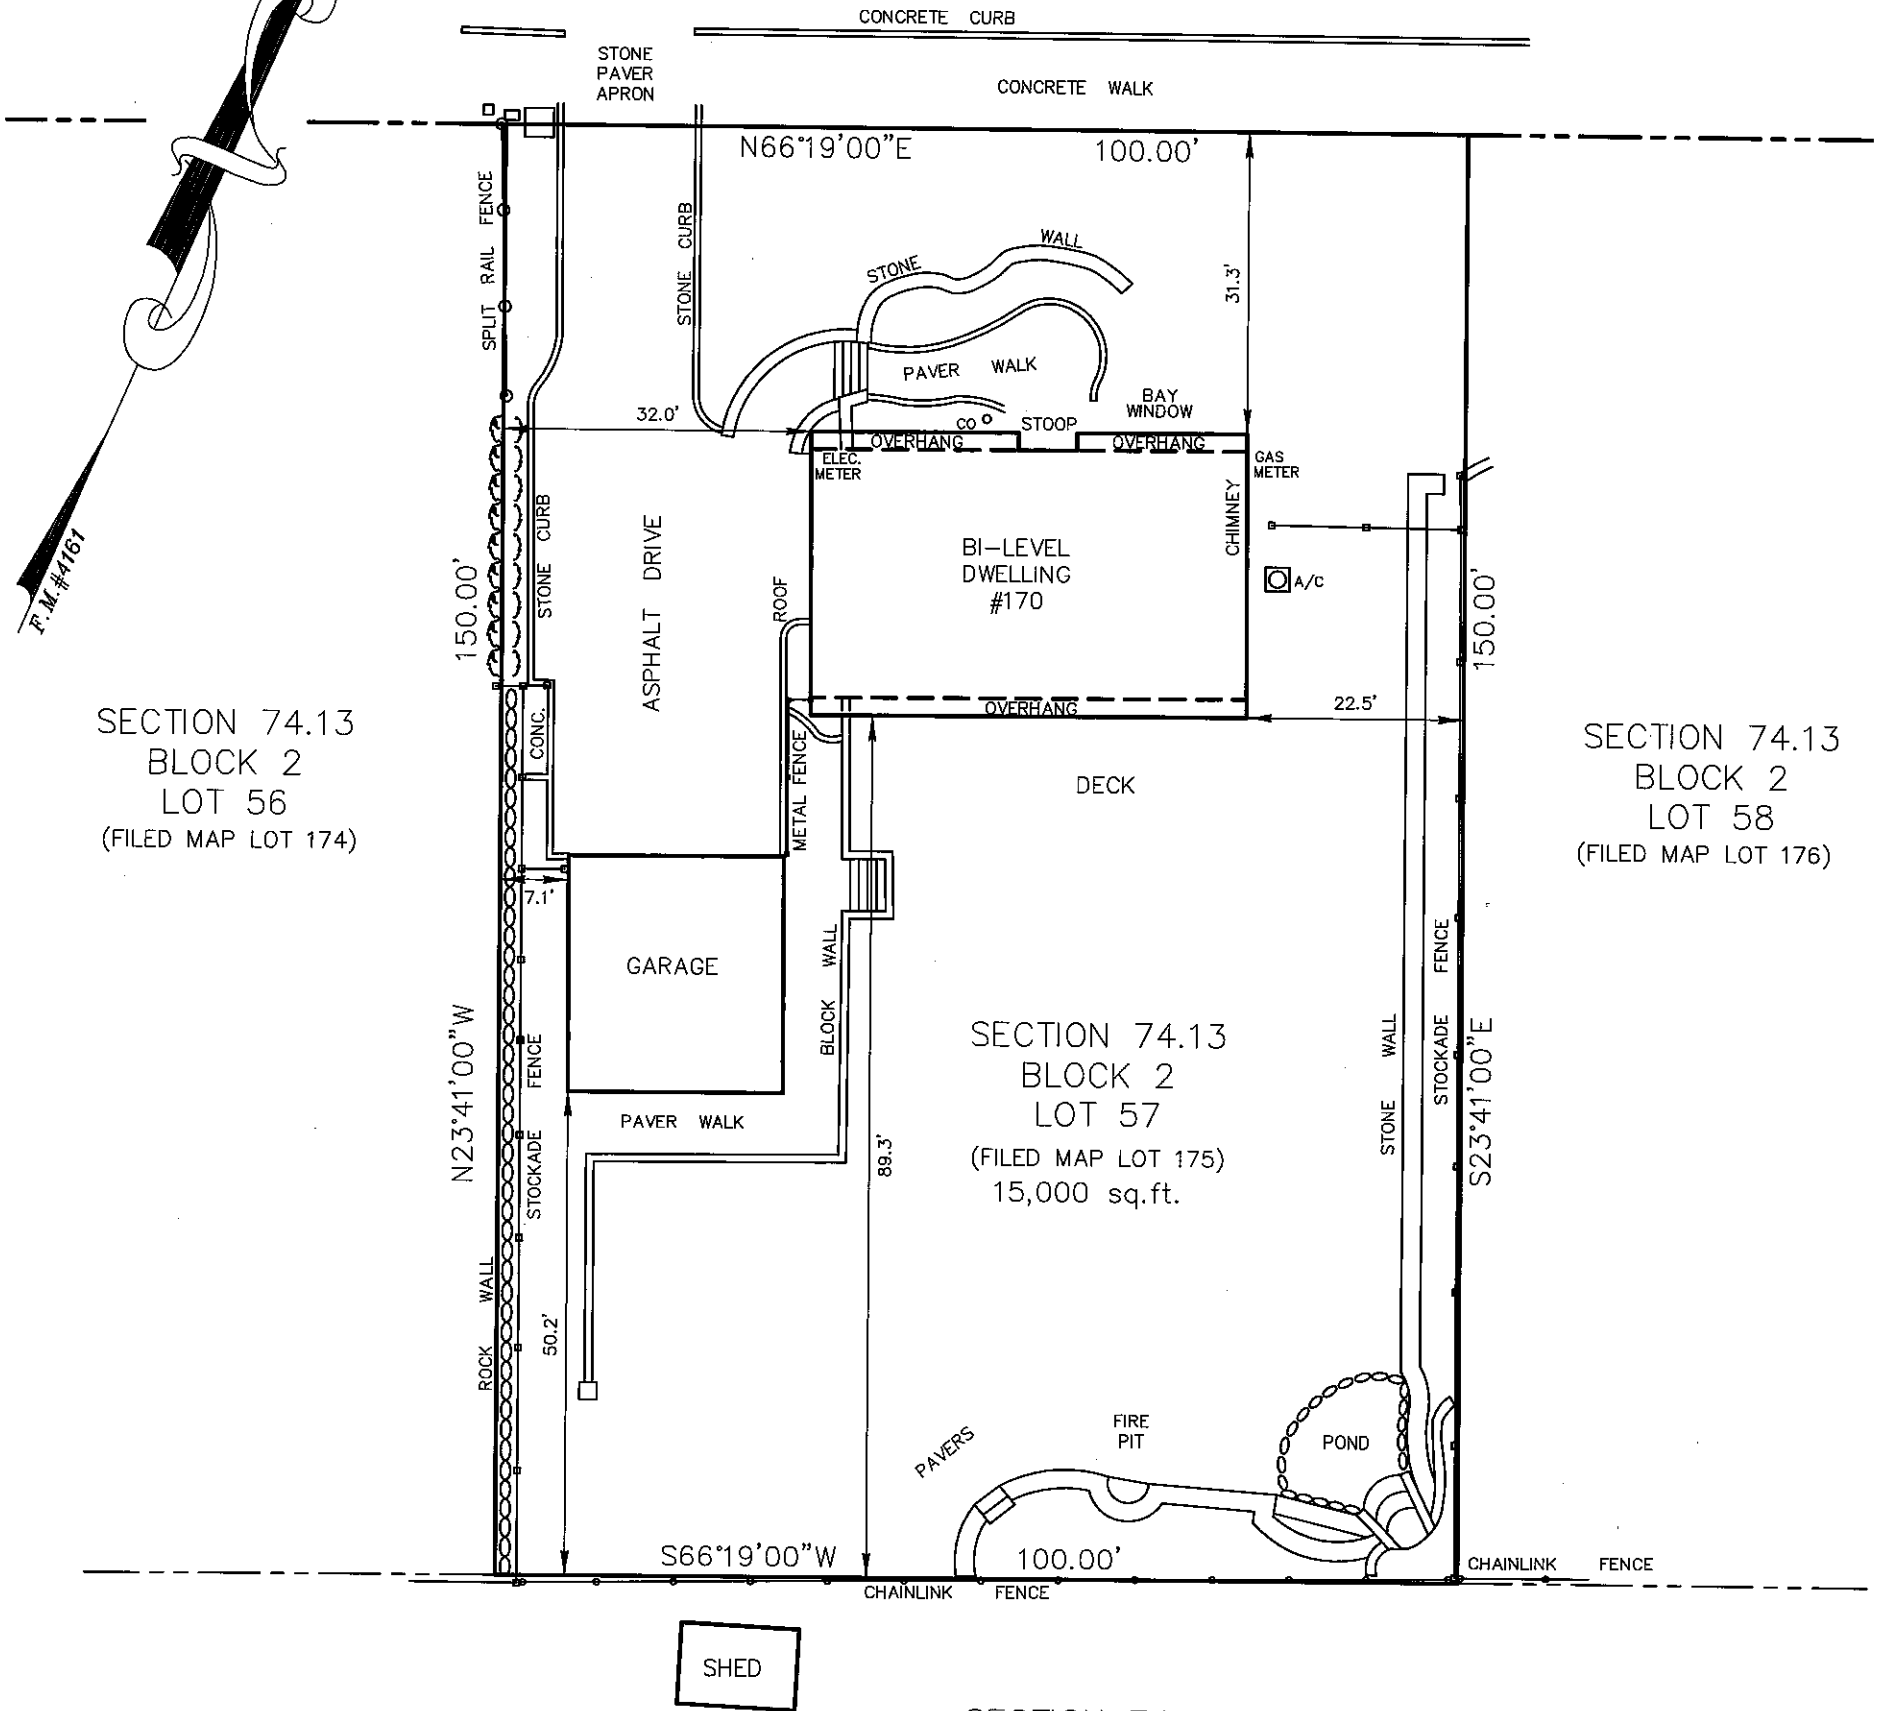 CONCRETE CURB
STONE
PAVER
APRON
CONCRETE WALK
N66°19'00"E 100.00'
SPLIT RAIL FENCE
STONE CURB
31.3'
STONE WALL
PAVER WALK
BAY
WINDOW
32.0'
CO
STOOP
OVERHANG
OVERHANG
ELEC.
METER
GAS
METER
CHIMNEY
F.M.#4161
150.00'
STONE CURB
ASPHALT DRIVE
ROOF
BI-LEVEL
DWELLING
#170
A/C
150.00'
OVERHANG
22.5'
SECTION 74.13
BLOCK 2
LOT 56
(FILED MAP LOT 174)
CONC.
METAL FENCE
DECK
SECTION 74.13
BLOCK 2
LOT 58
(FILED MAP LOT 176)
7.1'
GARAGE
BLOCK WALL
STOCKADE FENCE
N23°41'00"W
STOCKADE FENCE
SECTION 74.13
BLOCK 2
LOT 57
(FILED MAP LOT 175)
15,000 sq.ft.
STONE WALL
S23°41'00"E
PAVER WALK
89.3'
ROCK WALL
50.2'
PAVERS
FIRE
PIT
POND
S66°19'00"W 100.00'
CHAINLINK FENCE
CHAINLINK FENCE
SHED